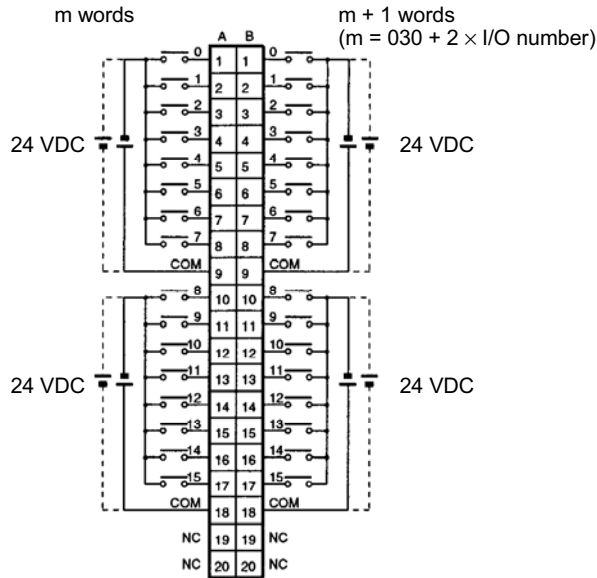 m words
m + 1 words
(m = 030 + 2 × I/O number)
A B
0 1 1 0
1 2 2 1
2 3 3 2
3 4 4 3
24 VDC 24 VDC
4 5 5 4
5 6 6 5
6 7 7 6
7 8 8 7
COM 9 9 COM
8 10 10 8
9 11 11 9
10 12 12 10
11 13 13 11
24 VDC 24 VDC
12 14 14 12
13 15 15 13
14 16 16 14
15 17 17 15
COM 18 18 COM
NC 19 19 NC
NC 20 20 NC